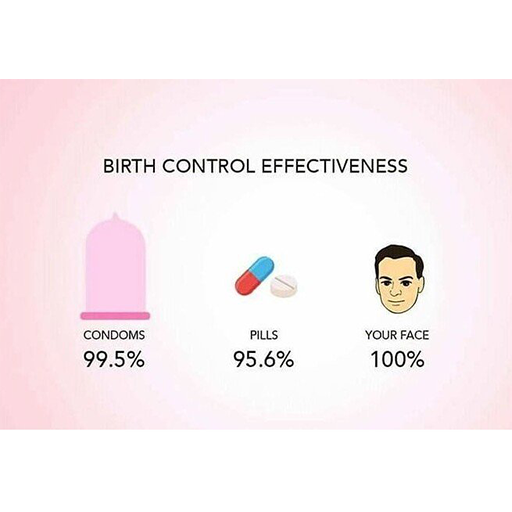 BIRTH CONTROL EFFECTIVENESS
CONDOMS
99.5%
PILLS
95.6%
YOUR FACE
100%